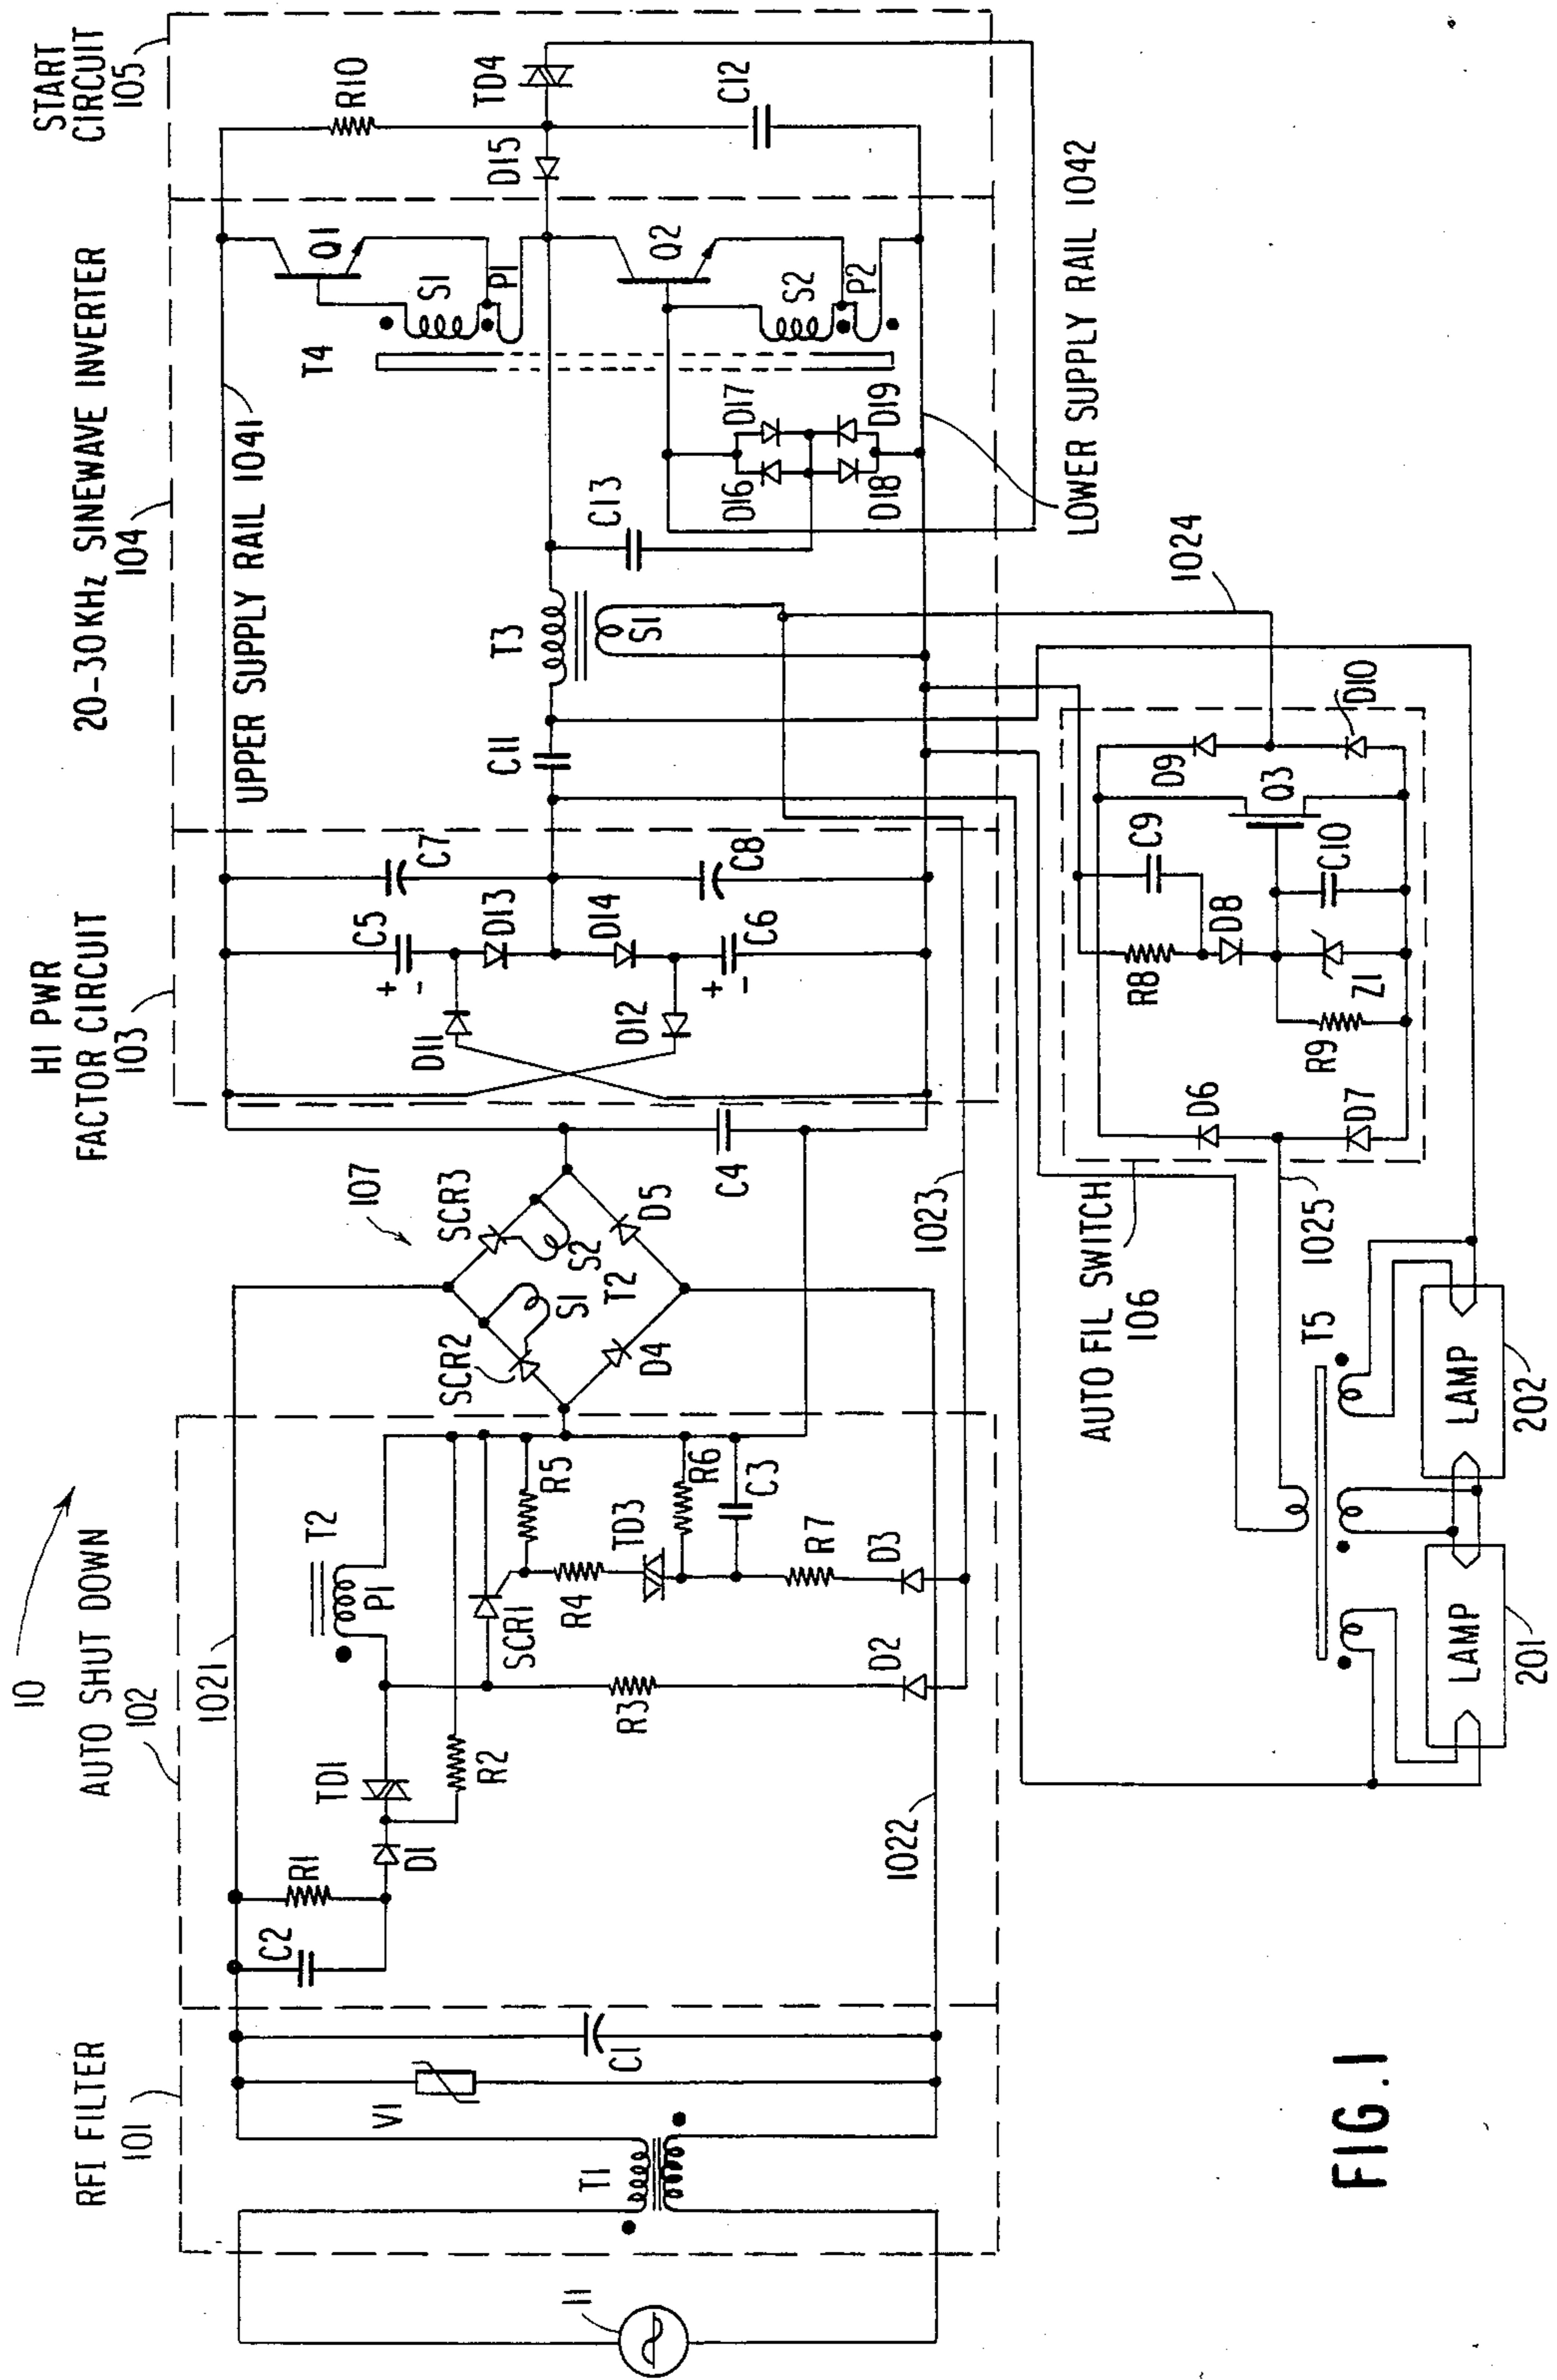 10
RFI FILTER
101
AUTO SHUT DOWN
102
HI PWR
FACTOR CIRCUIT
103
20-30KHz SINEWAVE INVERTER
104
START
CIRCUIT
105
11
T1
V1
C1
1021
1022
C2
R1
D1
TD1
R2
T2
P1
R3
D2
SCR1
R4
R5
TD3
R6
C3
R7
D3
1023
107
SCR2
SCR3
S1
S2
T2
D4
D5
C4
D11
D12
C5
+
-
D13
D14
C6
+
-
C7
C8
UPPER SUPPLY RAIL 1041
C11
T3
S1
C13
D16
D17
D18
D19
T4
Q1
S1
P1
Q2
S2
P2
D15
R10
TD4
C12
LOWER SUPPLY RAIL 1042
1024
AUTO FIL SWITCH
106
1025
D6
D7
R8
R9
D8
Z1
C9
C10
Q3
D9
D10
T5
LAMP
201
LAMP
202
FIG.1